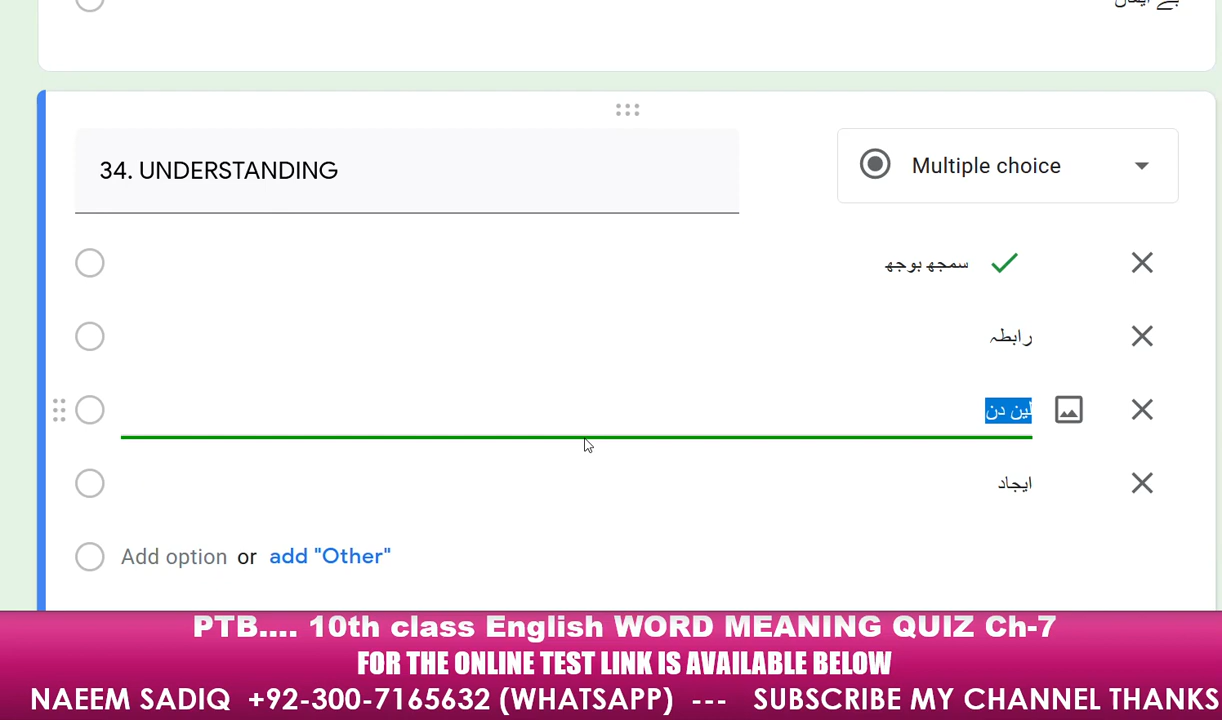 34. UNDERSTANDING
Multiple choice
سمجھ بوجھ
رابطہ
لین دن
ایجاد
Add option or add "Other"
PTB.... 10th class English WORD MEANING QUIZ Ch-7
FOR THE ONLINE TEST LINK IS AVAILABLE BELOW
NAEEM SADIQ +92-300-7165632 (WHATSAPP) --- SUBSCRIBE MY CHANNEL THANKS